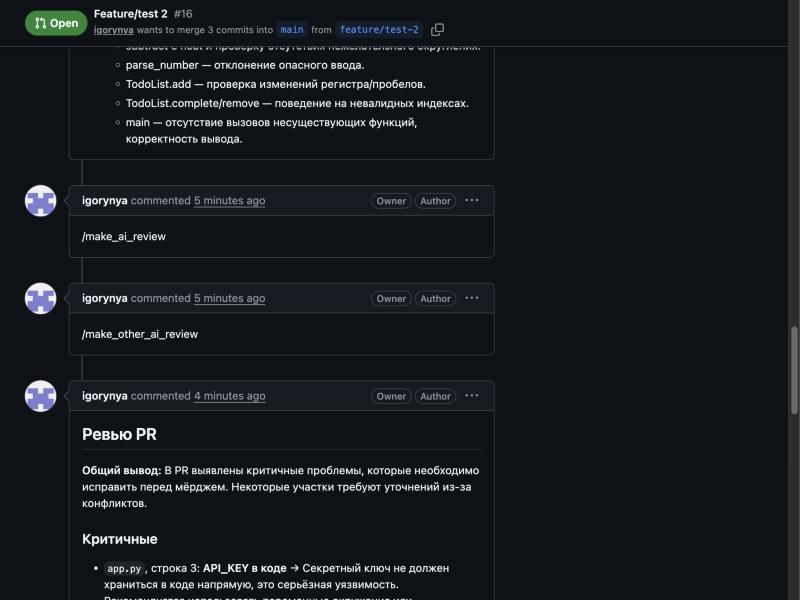 Open
Feature/test 2 #16
igorynya wants to merge 3 commits into main from feature/test-2
parse_number — отклонение опасного ввода.
TodoList.add — проверка изменений регистра/пробелов.
TodoList.complete/remove — поведение на невалидных индексах.
main — отсутствие вызовов несуществующих функций,
корректность вывода.
igorynya commented 5 minutes ago Owner Author
/make_ai_review
igorynya commented 5 minutes ago Owner Author
/make_other_ai_review
igorynya commented 4 minutes ago Owner Author
Ревью PR
Общий вывод: В PR выявлены критичные проблемы, которые необходимо
исправить перед мёрджем. Некоторые участки требуют уточнений из-за
конфликтов.
Критичные
app.py, строка 3: API_KEY в коде → Секретный ключ не должен
храниться в коде напрямую, это серьёзная уязвимость.